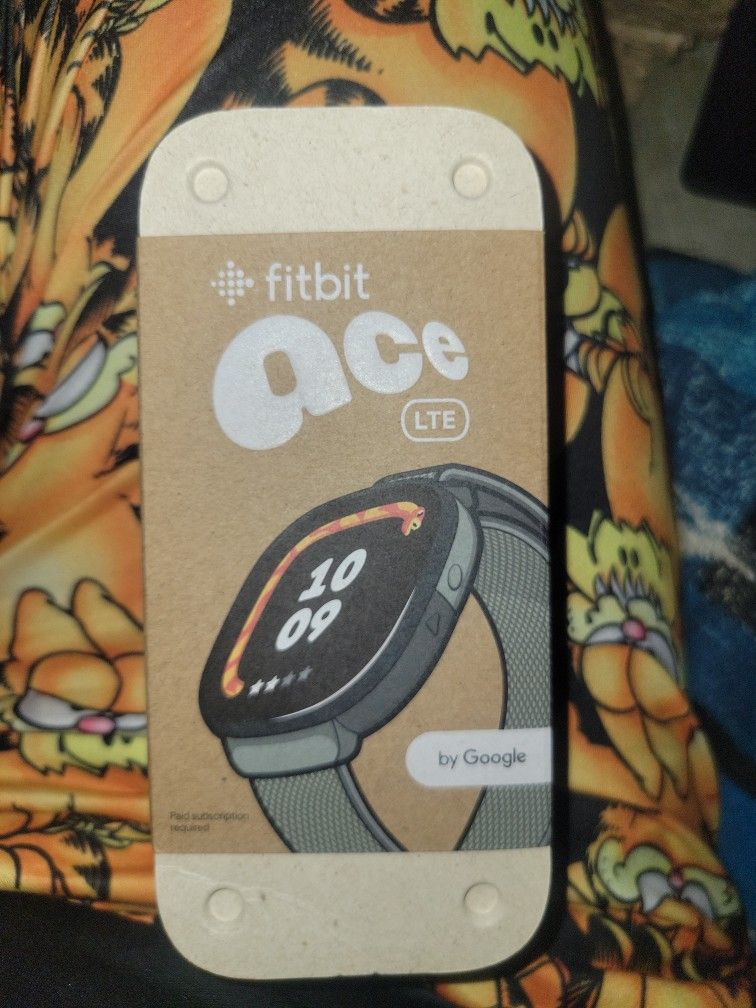 fitbit
ace
LTE
10
09
by Google
Paid subscription
required